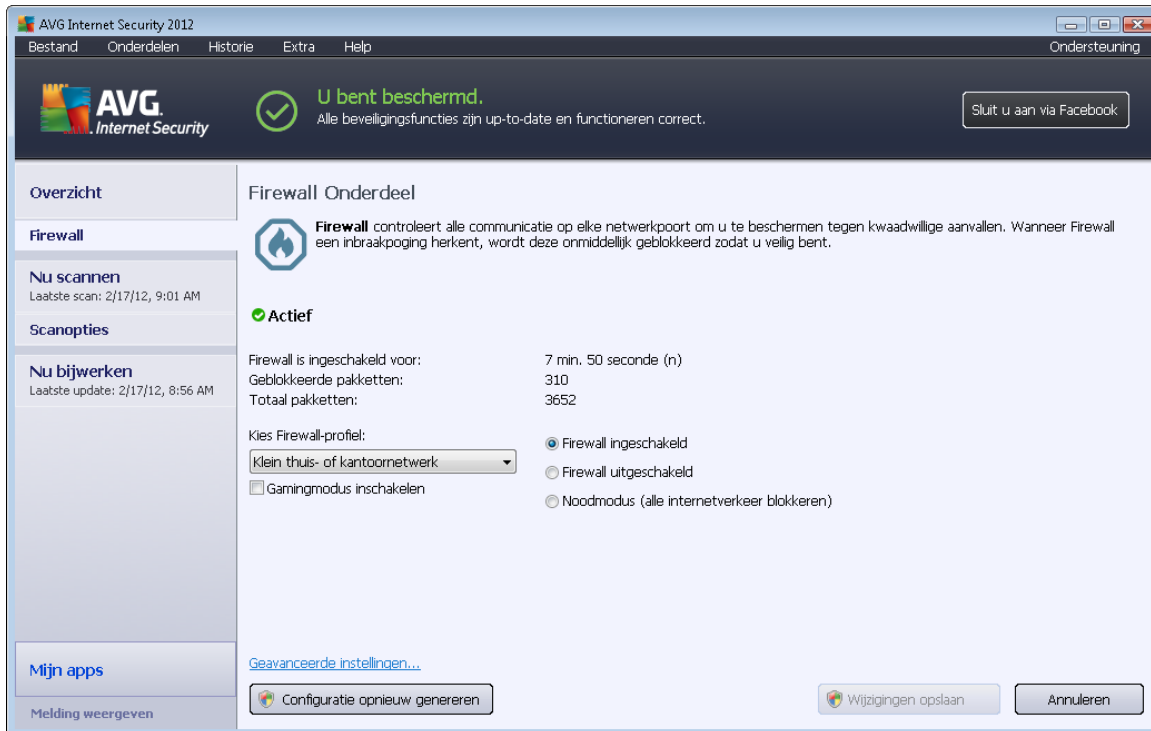 AVG Internet Security 2012
Bestand Onderdelen Historie Extra Help Ondersteuning
AVG.
Internet Security
U bent beschermd.
Alle beveiligingsfuncties zijn up-to-date en functioneren correct.
Sluit u aan via Facebook
Overzicht
Firewall
Nu scannen
Laatste scan: 2/17/12, 9:01 AM
Scanopties
Nu bijwerken
Laatste update: 2/17/12, 8:56 AM
Mijn apps
Melding weergeven
Firewall Onderdeel
Firewall controleert alle communicatie op elke netwerkpoort om u te beschermen tegen kwaadwillige aanvallen. Wanneer Firewall
een inbraakpoging herkent, wordt deze onmiddellijk geblokkeerd zodat u veilig bent.
Actief
Firewall is ingeschakeld voor: 7 min. 50 seconde (n)
Geblokkeerde pakketten: 310
Totaal pakketten: 3652
Kies Firewall-profiel:
Klein thuis- of kantoornetwerk
Gamingmodus inschakelen
Firewall ingeschakeld
Firewall uitgeschakeld
Noodmodus (alle internetverkeer blokkeren)
Geavanceerde instellingen...
Configuratie opnieuw genereren
Wijzigingen opslaan
Annuleren